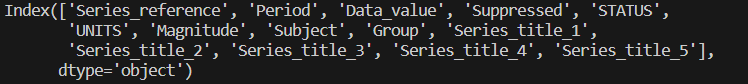 Index(['Series_reference', 'Period', 'Data_value', 'Suppressed', 'STATUS',
'UNITS', 'Magnitude', 'Subject', 'Group', 'Series_title_1',
'Series_title_2', 'Series_title_3', 'Series_title_4', 'Series_title_5'],
dtype='object')